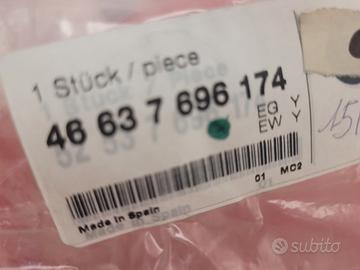 1 Stück / piece
46 63 7 696 174
EG Y
EW Y
01 MC2
Made in Spain
subito